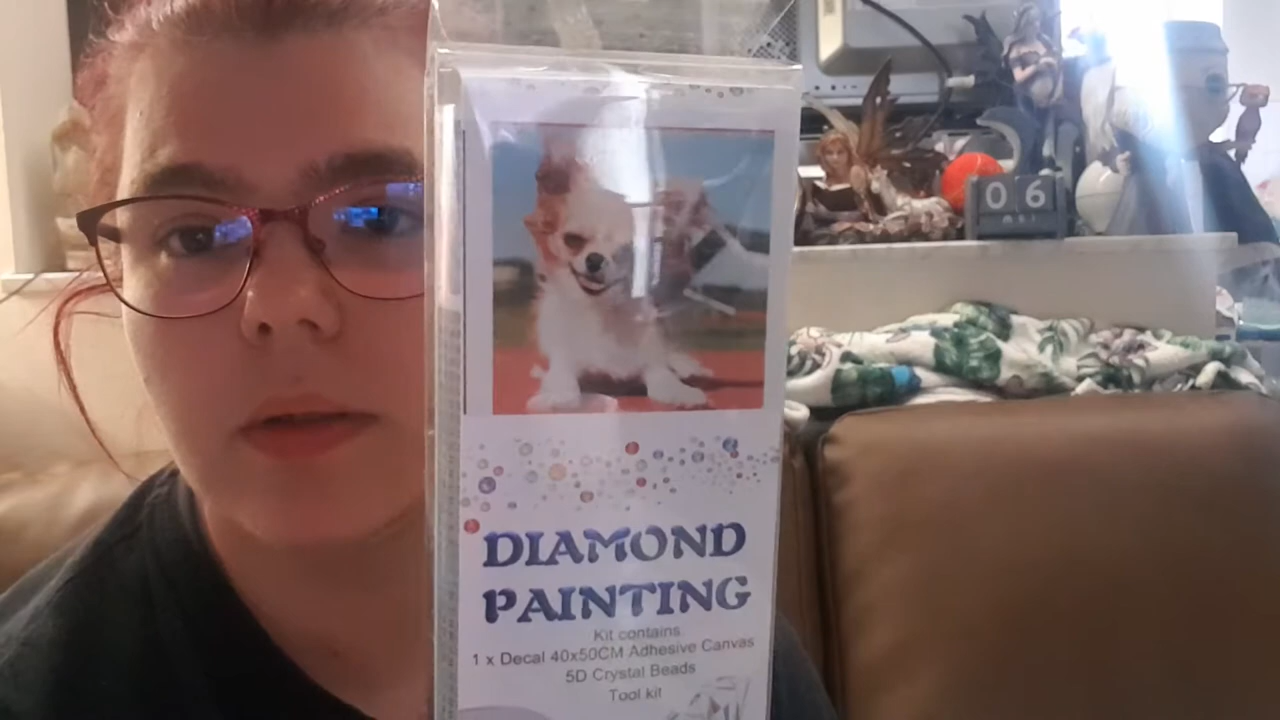 06
DIAMOND
PAINTING
Kit contains
1 x Decal 40x50CM Adhesive Canvas
5D Crystal Beads
Tool kit